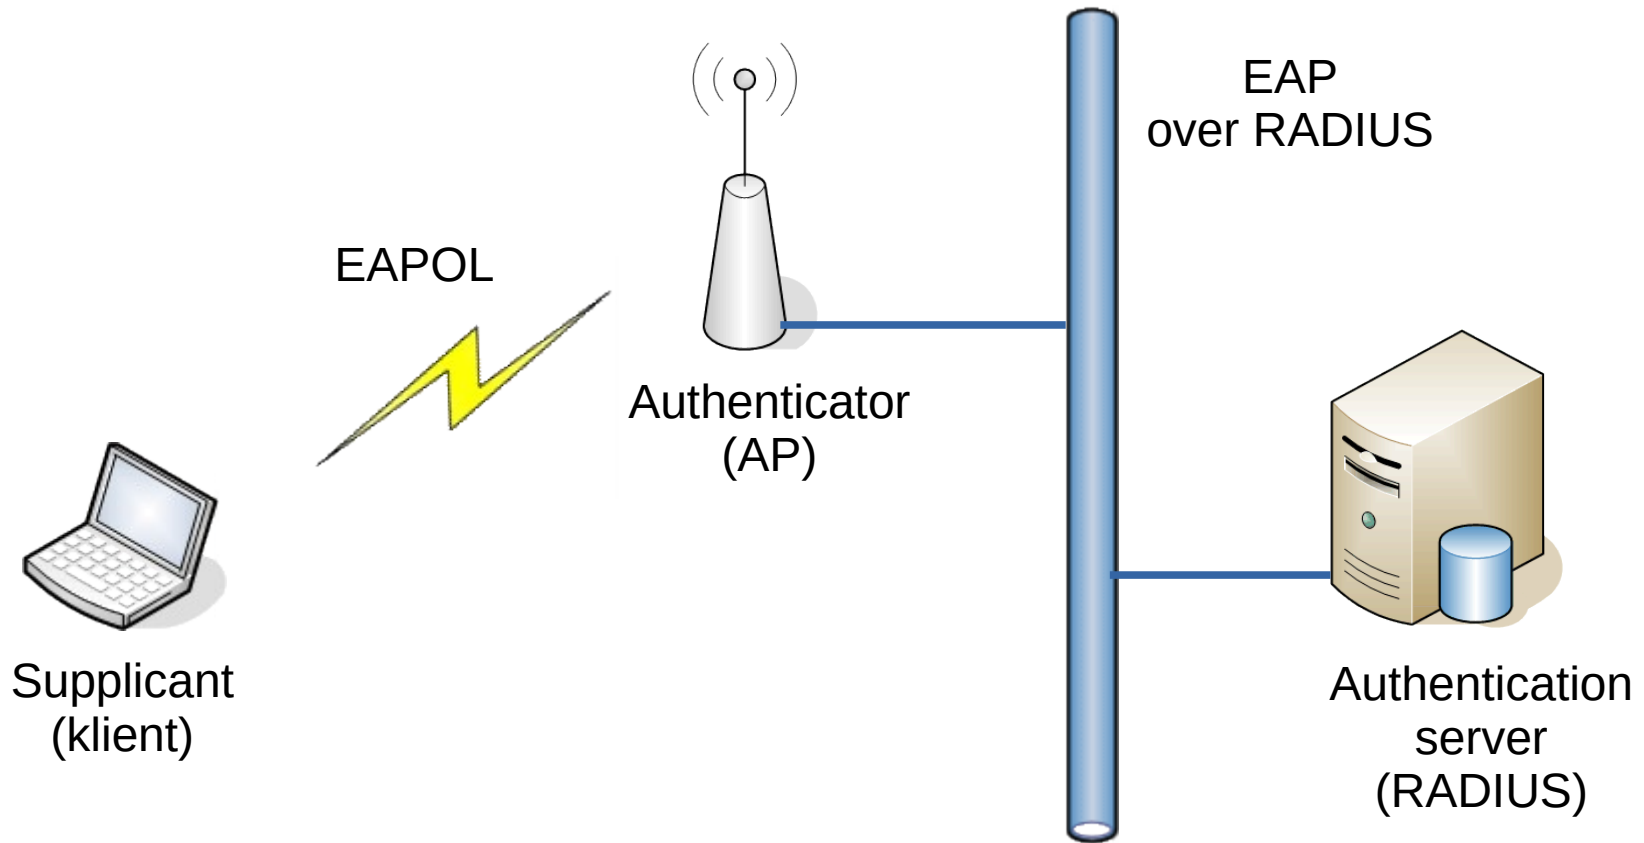 EAP
over RADIUS
EAPOL
Authenticator
(AP)
Supplicant
(klient)
Authentication
server
(RADIUS)